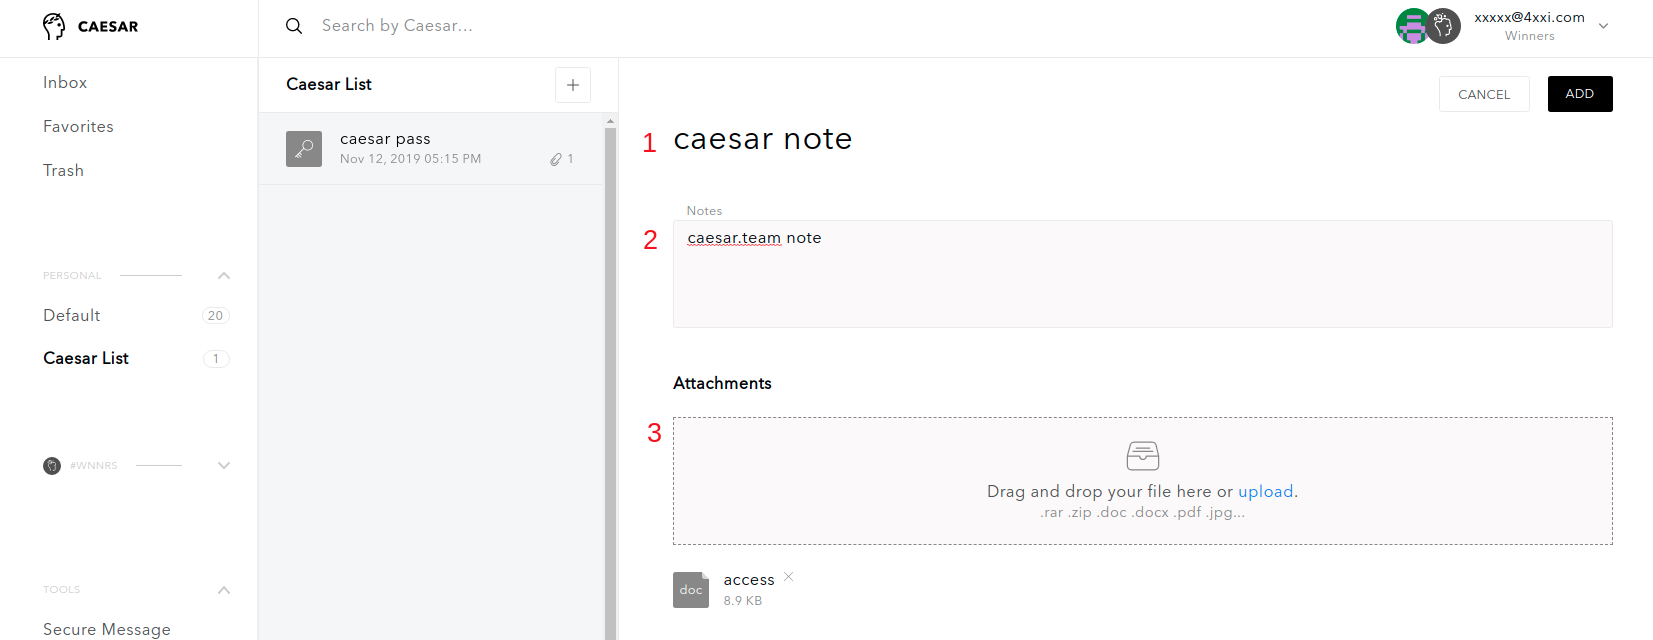 CAESAR
Search by Caesar...
xxxxx@4xxi.com
Winners
Inbox
Favorites
Trash
PERSONAL
Default 20
Caesar List 1
#WNNRS
TOOLS
Secure Message
Caesar List
caesar pass
Nov 12, 2019 05:15 PM 1
CANCEL ADD
1 caesar note
Notes
2 caesar.team note
Attachments
3
Drag and drop your file here or upload.
.rar .zip .doc .docx .pdf .jpg...
doc access
8.9 KB